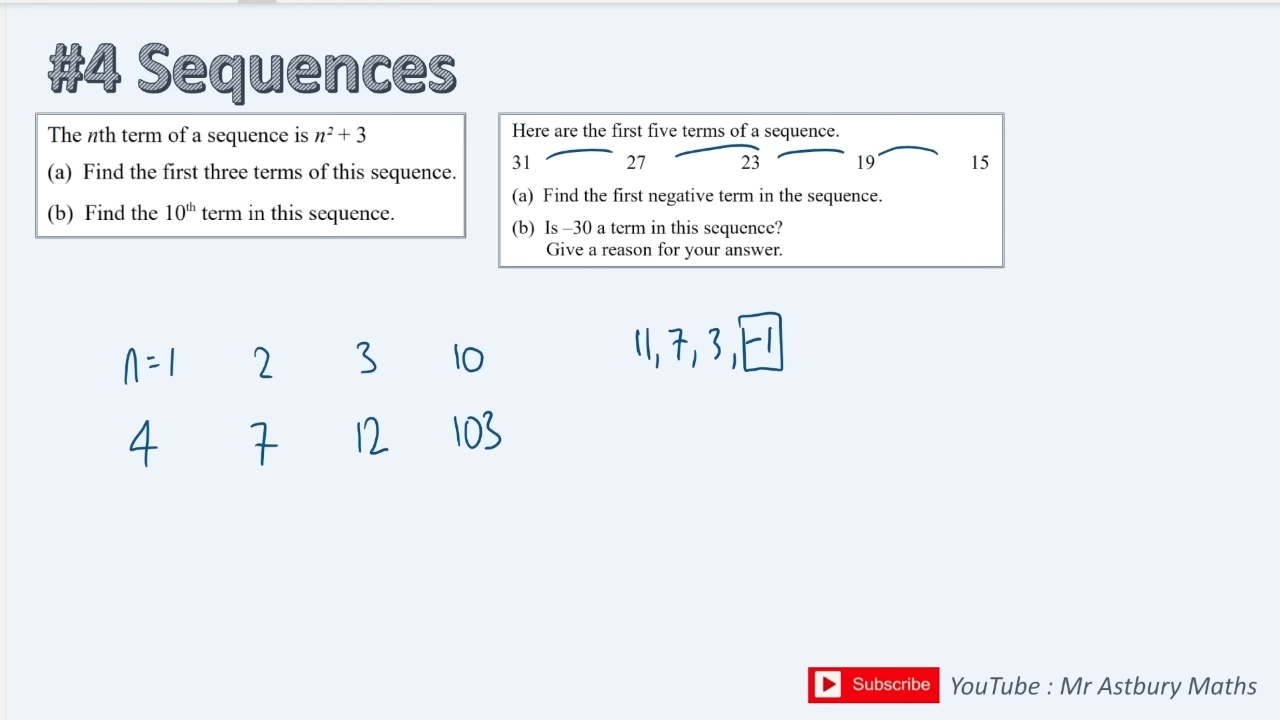 #4 Sequences
The nth term of a sequence is n² + 3
(a) Find the first three terms of this sequence.
(b) Find the 10th term in this sequence.
Here are the first five terms of a sequence.
31 27 23 19 15
(a) Find the first negative term in the sequence.
(b) Is –30 a term in this sequence?
Give a reason for your answer.
n=1 2 3 10
4 7 12 103
11, 7, 3, -1
Subscribe
YouTube : Mr Astbury Maths